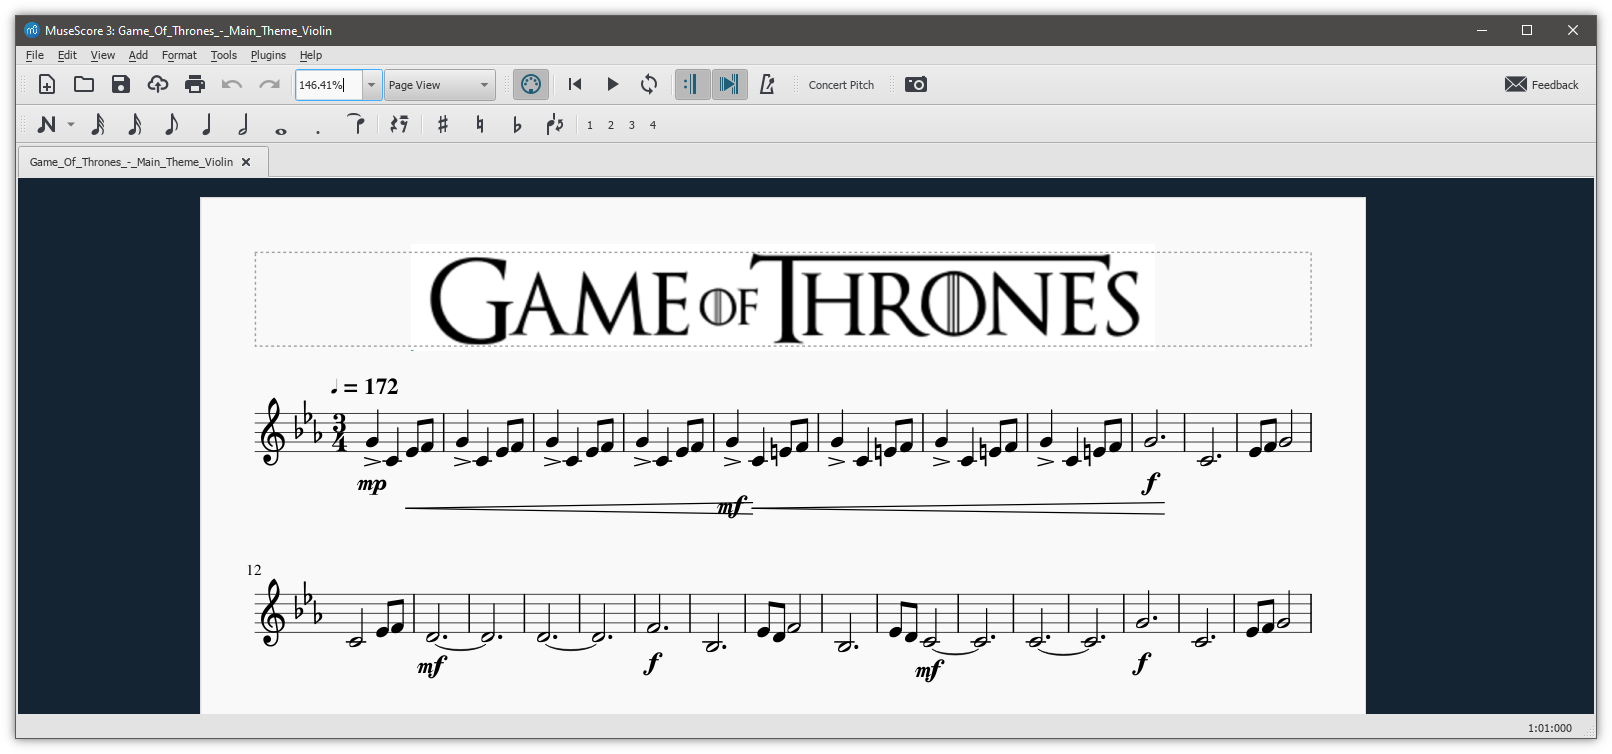 MuseScore 3: Game_Of_Thrones_-_Main_Theme_Violin
File Edit View Add Format Tools Plugins Help
146.41% Page View Concert Pitch Feedback
1 2 3 4
Game_Of_Thrones_-_Main_Theme_Violin
GAME OF THRONES
= 172
3
4
mp mf f
12
mf f mf f
1:01:000